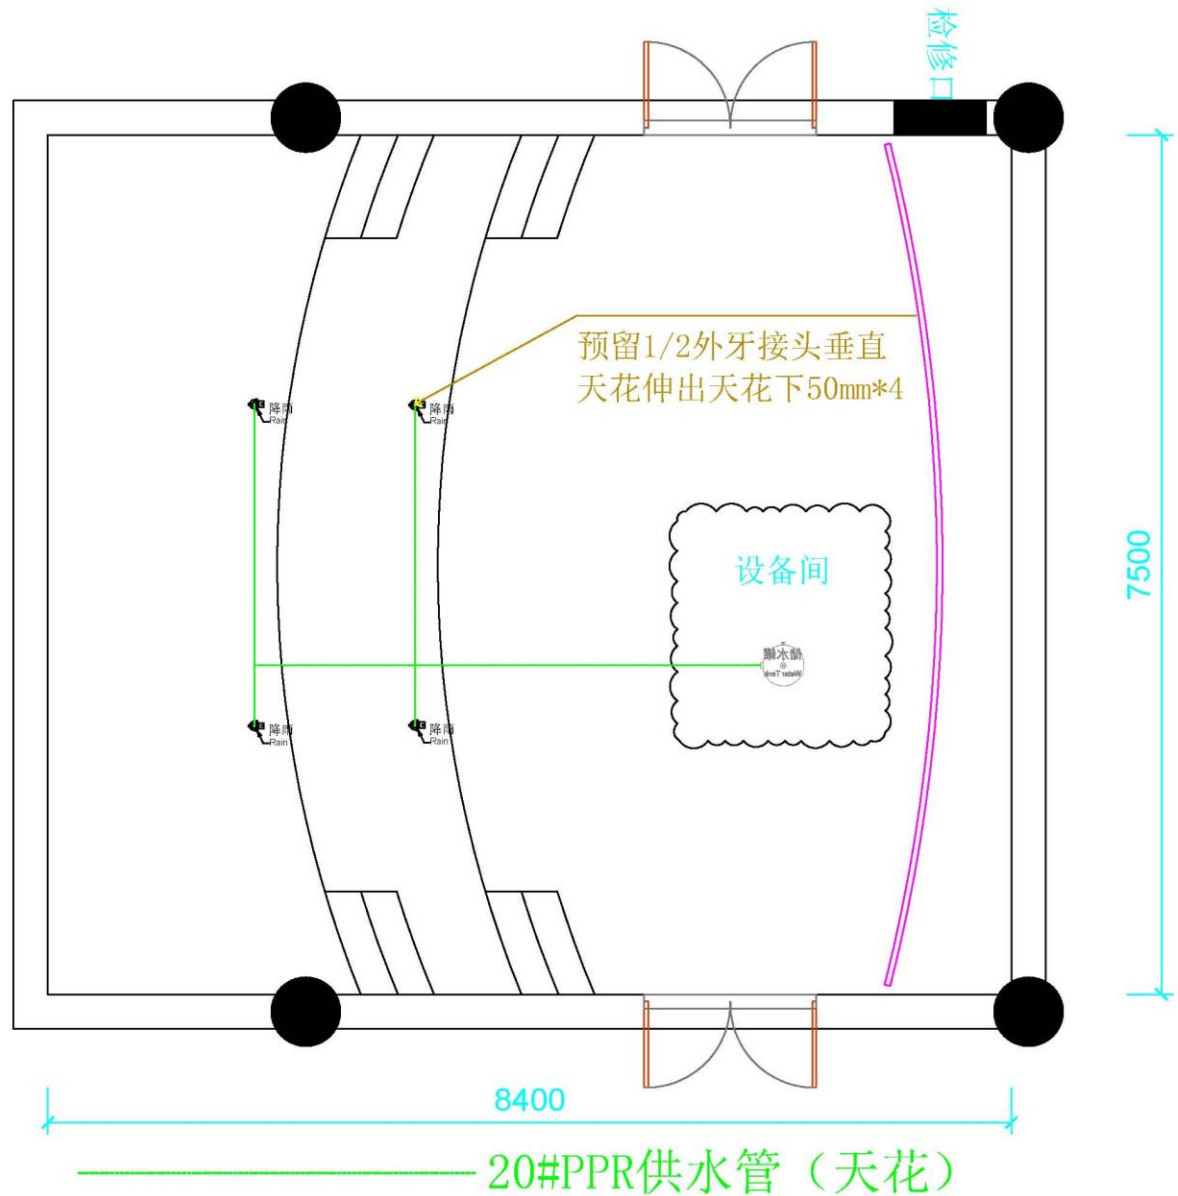 检修口
预留1/2外牙接头垂直
天花伸出天花下50mm*4
降雨
Rain
降雨
Rain
设备间
7500
储水罐
Water Tank
降雨
Rain
降雨
Rain
8400
20#PPR供水管（天花）